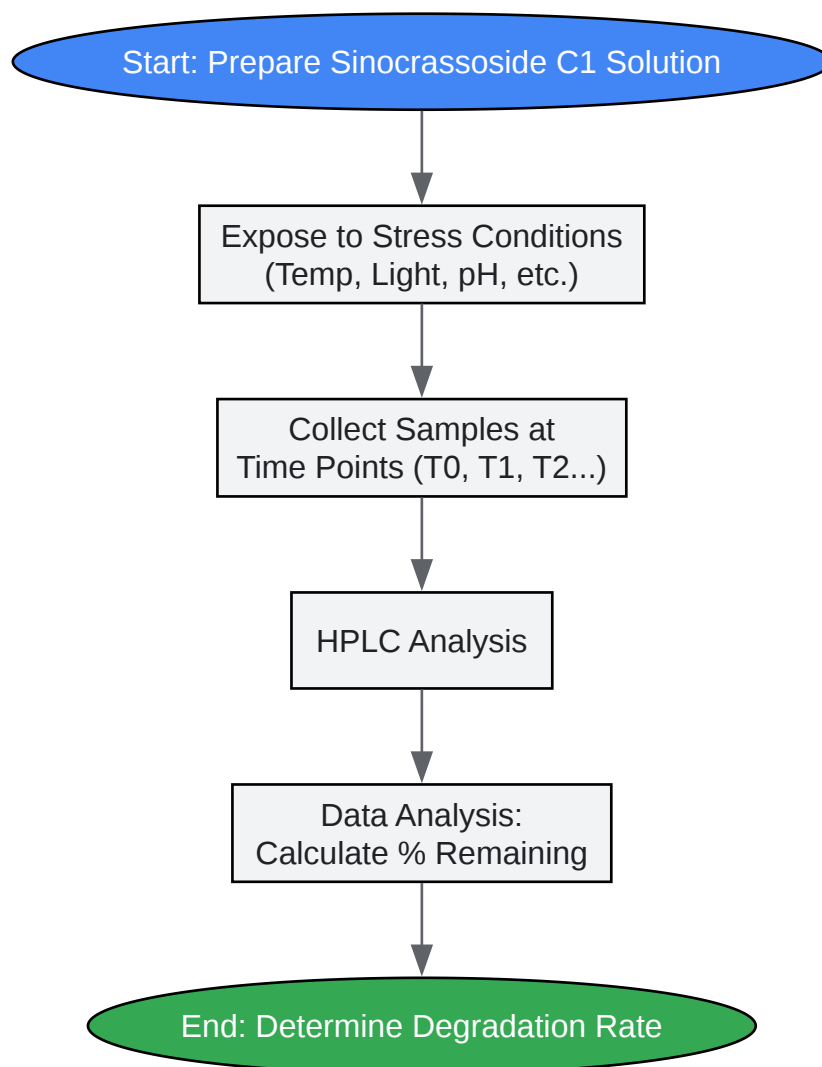 Start: Prepare Sinocrassoside C1 Solution
Expose to Stress Conditions
(Temp, Light, pH, etc.)
Collect Samples at
Time Points (T0, T1, T2...)
HPLC Analysis
Data Analysis:
Calculate % Remaining
End: Determine Degradation Rate